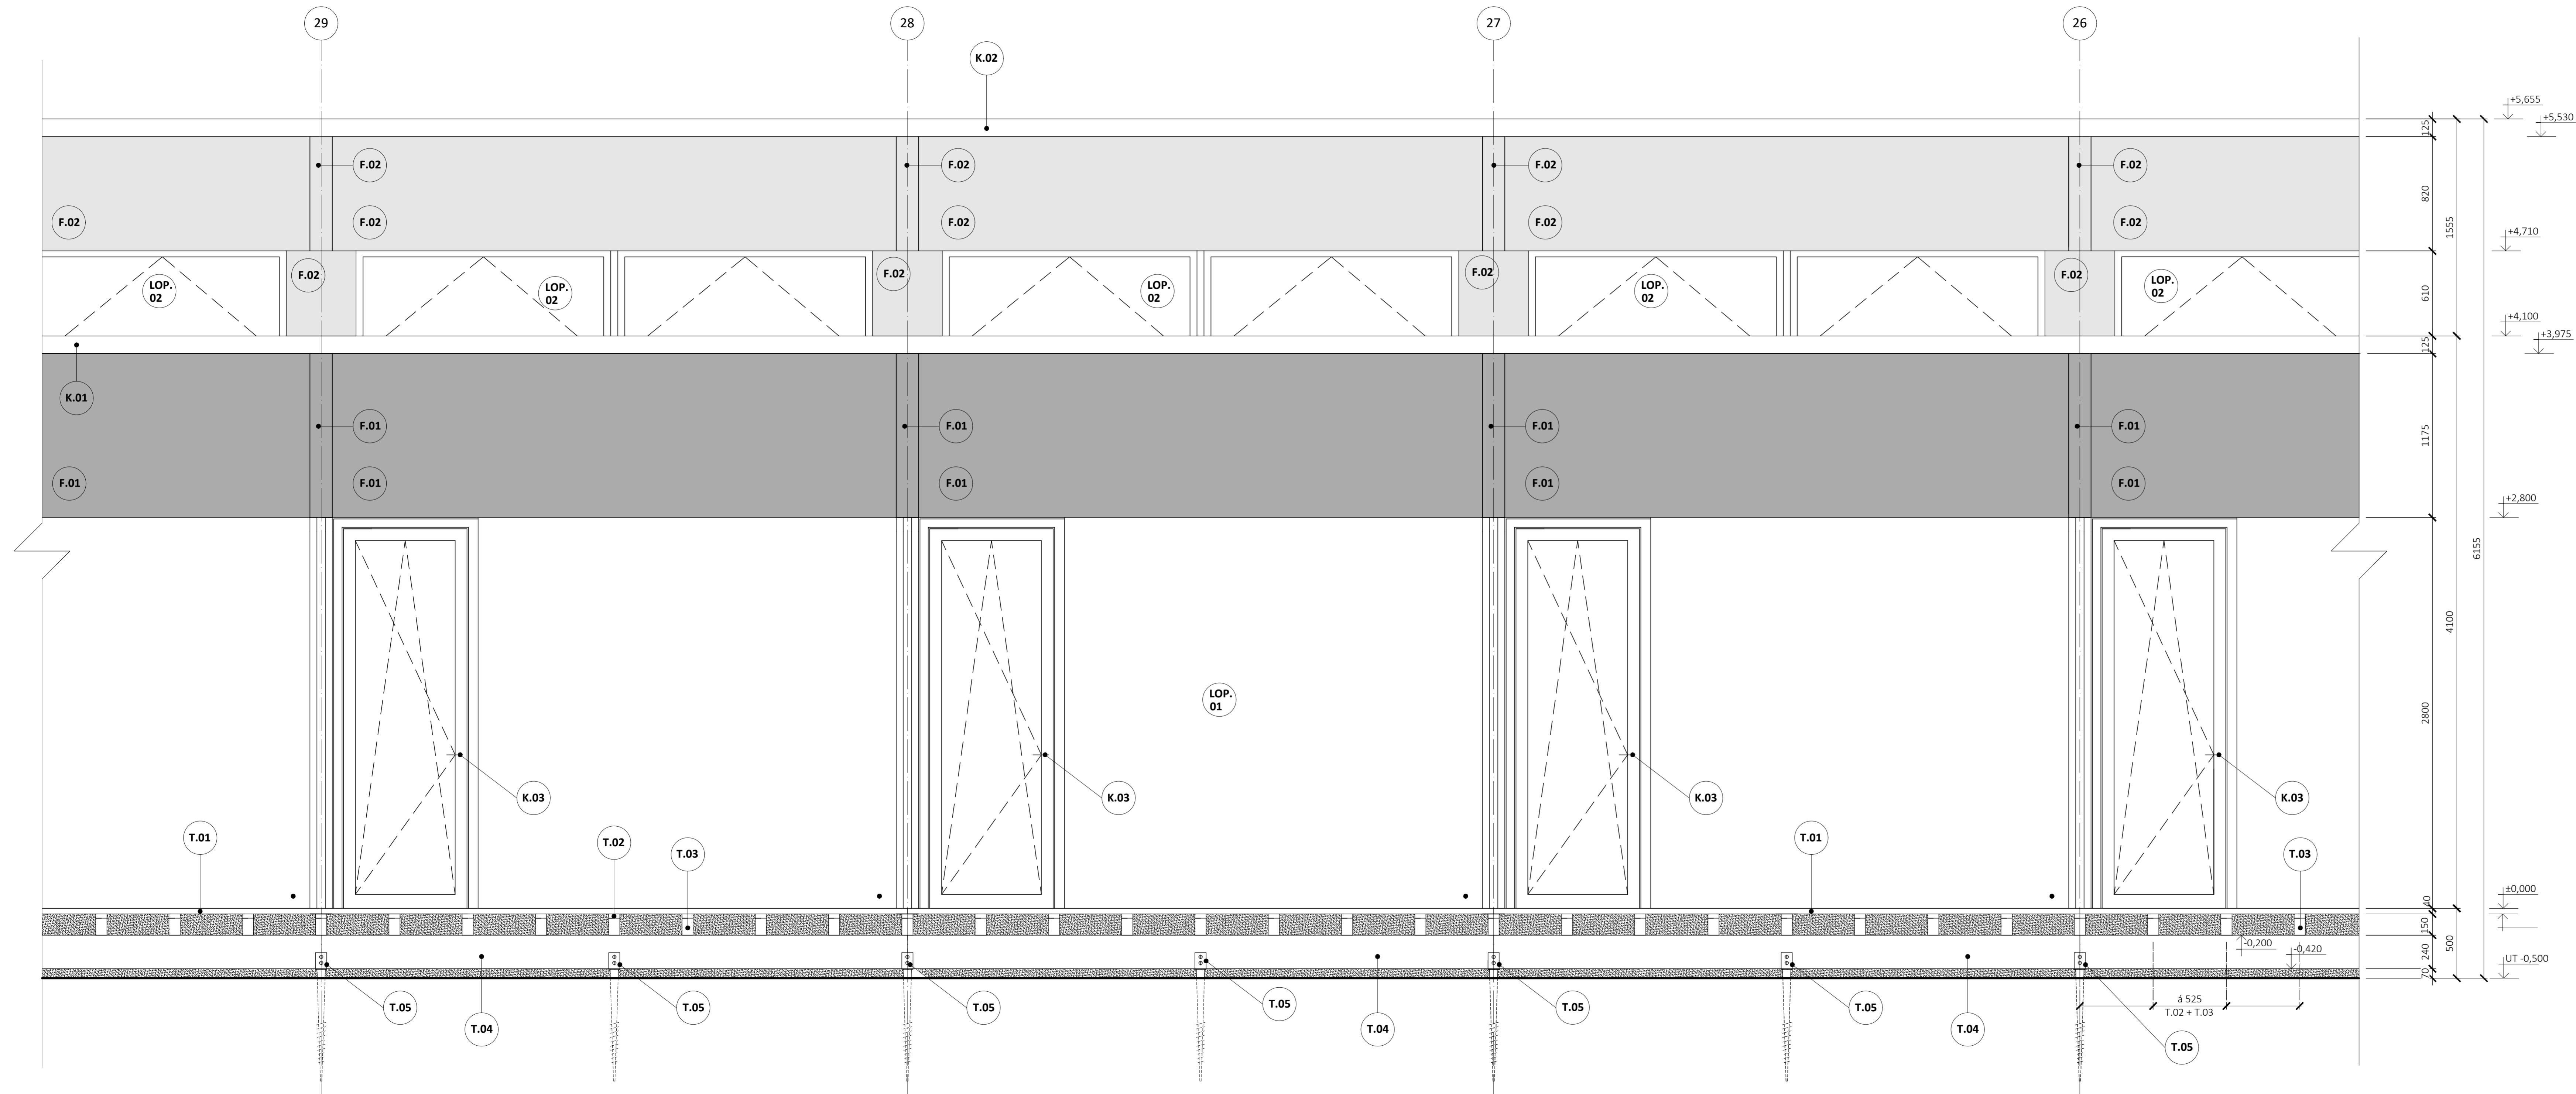 29
28
27
26
K.02
+5,655
+5,530
125
F.02
F.02
F.02
F.02
820
F.02
F.02
F.02
F.02
F.02
1555
+4,710
F.02
F.02
F.02
F.02
LOP.
02
LOP.
02
LOP.
02
LOP.
02
LOP.
02
610
+4,100
+3,975
125
K.01
F.01
F.01
F.01
F.01
1175
F.01
F.01
F.01
F.01
F.01
+2,800
6155
4100
2800
LOP.
01
K.03
K.03
K.03
K.03
T.01
T.02
T.03
T.01
T.03
±0,000
40
150
500
-0,200
-0,420
240
UT -0,500
70
T.05
T.05
T.05
T.05
T.05
T.05
á 525
T.02 + T.03
T.04
T.04
T.04
T.05